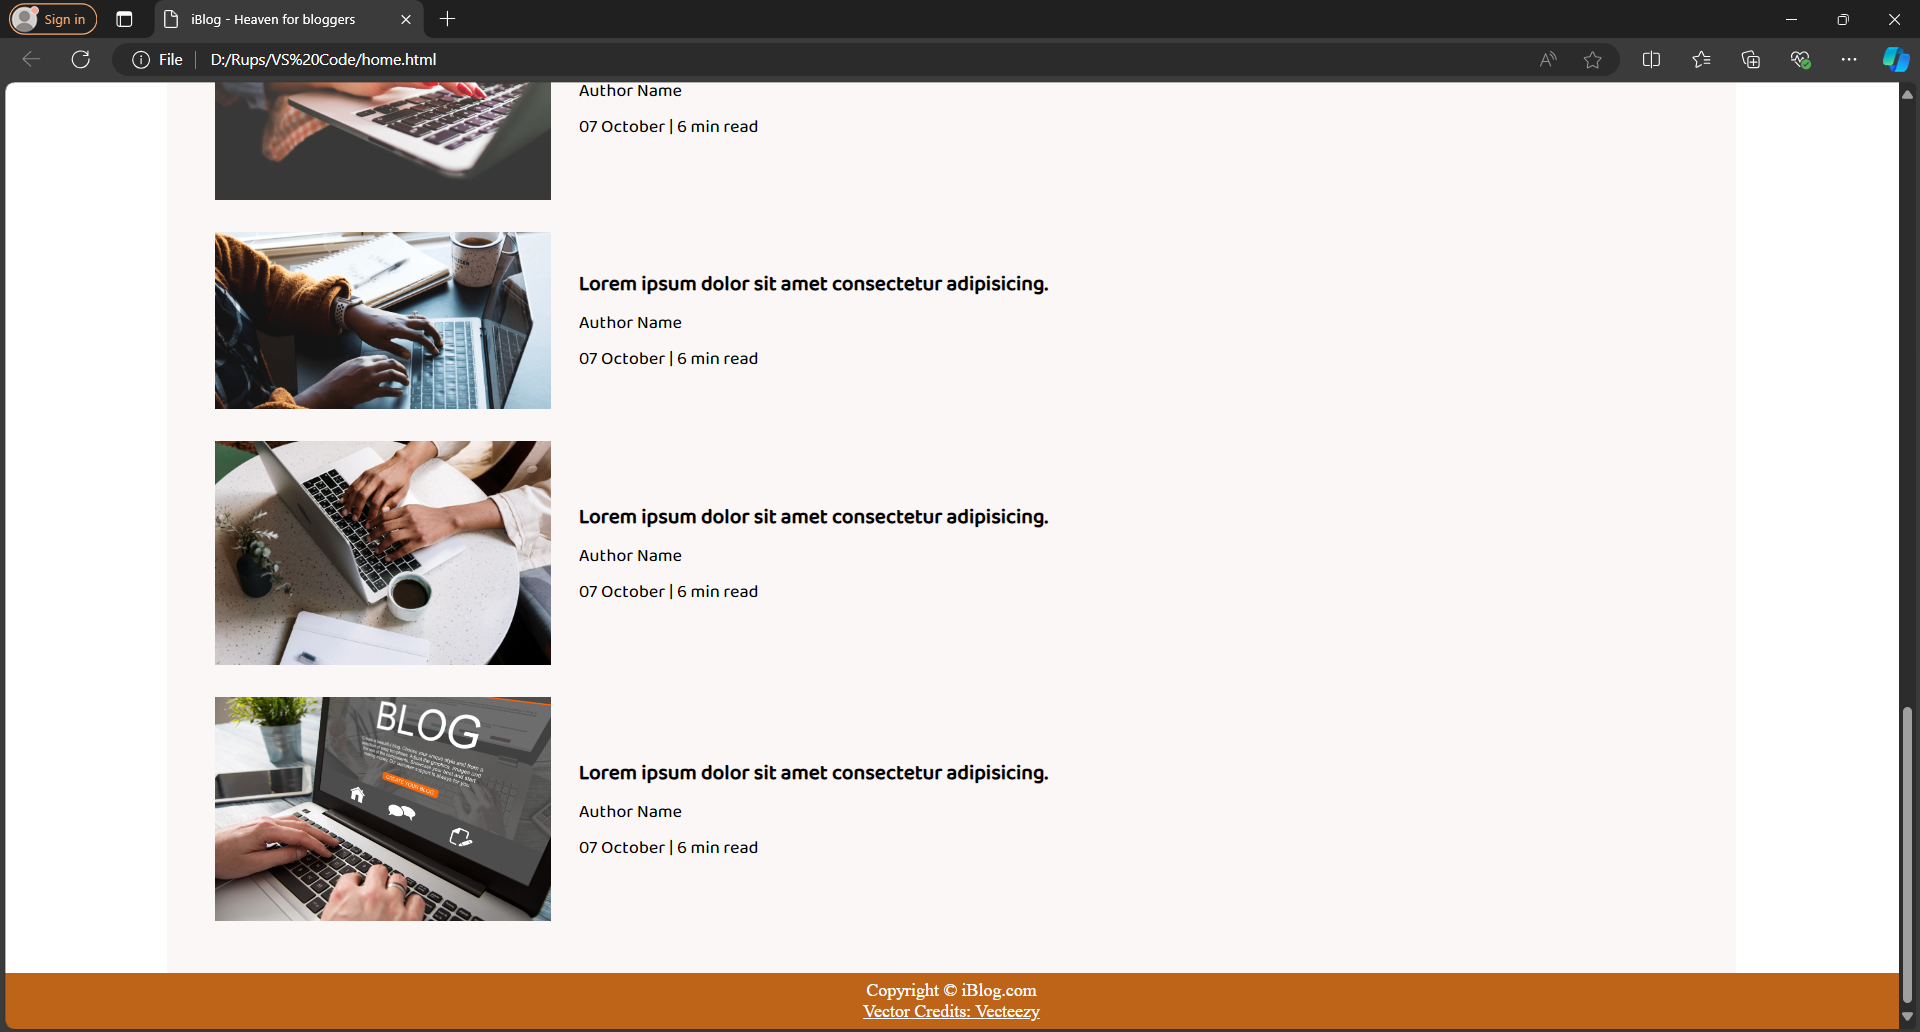 Sign in
iBlog - Heaven for bloggers
File
D:/Rups/VS%20Code/home.html
Author Name
07 October | 6 min read
Lorem ipsum dolor sit amet consectetur adipisicing.
Author Name
07 October | 6 min read
Lorem ipsum dolor sit amet consectetur adipisicing.
Author Name
07 October | 6 min read
BLOG
CREATE YOUR BLOG
Lorem ipsum dolor sit amet consectetur adipisicing.
Author Name
07 October | 6 min read
Copyright © iBlog.com
Vector Credits: Vecteezy